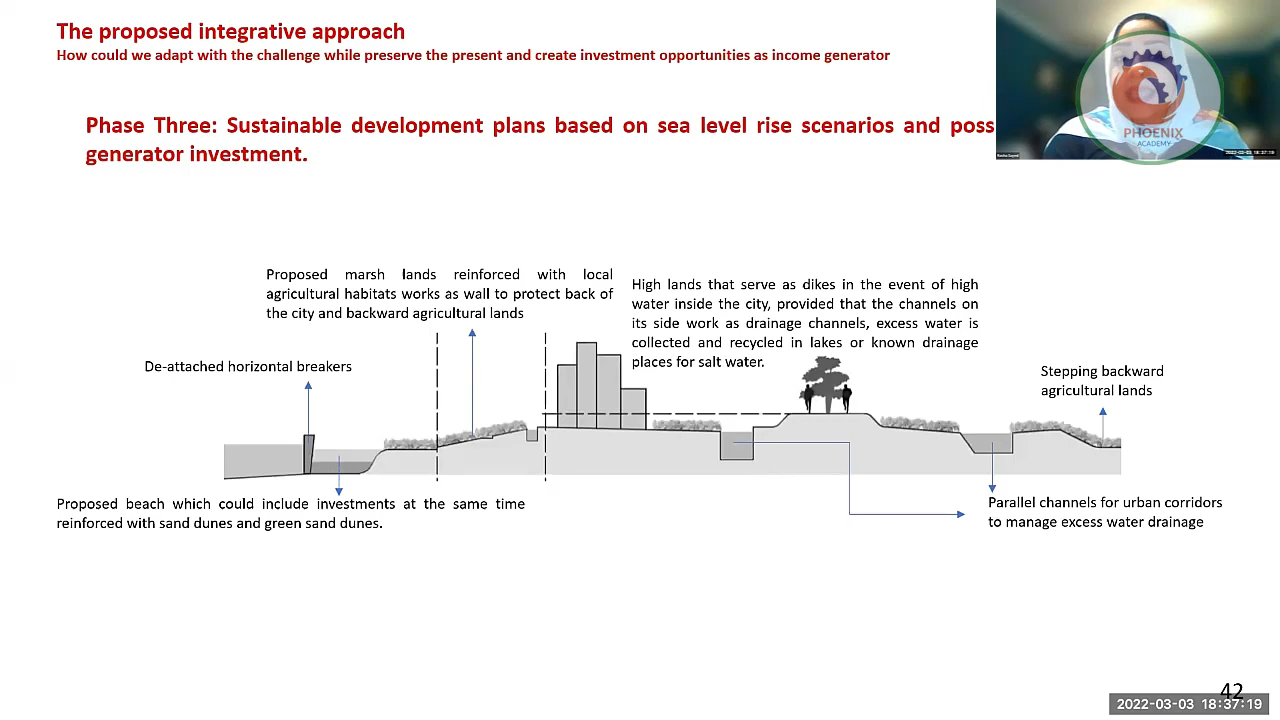 The proposed integrative approach
How could we adapt with the challenge while preserve the present and create investment opportunities as income generator
Phase Three: Sustainable development plans based on sea level rise scenarios and poss
generator investment.
PHOENIX
ACADEMY
2022-03-03 18:37:19
Proposed marsh lands reinforced with local
agricultural habitats works as wall to protect back of
the city and backward agricultural lands
High lands that serve as dikes in the event of high
water inside the city, provided that the channels on
its side work as drainage channels, excess water is
collected and recycled in lakes or known drainage
places for salt water.
De-attached horizontal breakers
Stepping backward
agricultural lands
Proposed beach which could include investments at the same time
reinforced with sand dunes and green sand dunes.
Parallel channels for urban corridors
to manage excess water drainage
42
2022-03-03 18:37:19